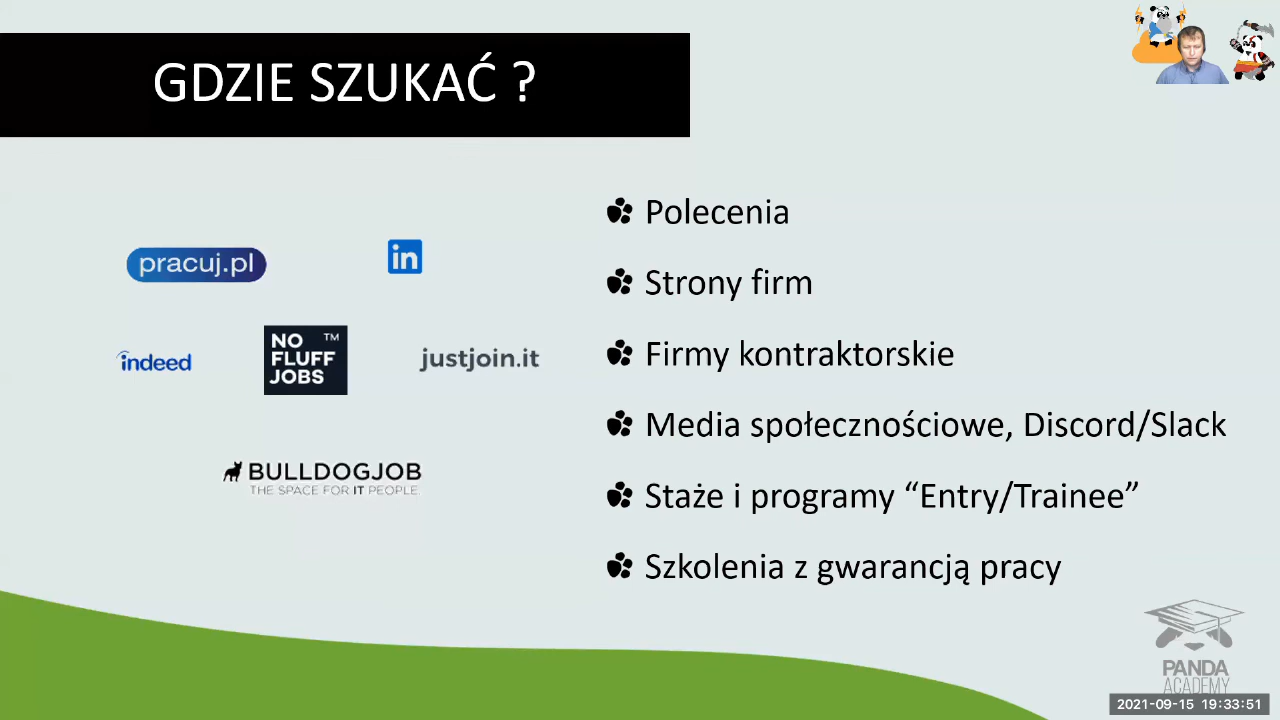 GDZIE SZUKAĆ ?
pracuj.pl
in
indeed
NO TM
FLUFF
JOBS
justjoin.it
BULLDOGJOB
THE SPACE FOR IT PEOPLE.
Polecenia
Strony firm
Firmy kontraktorskie
Media społecznościowe, Discord/Slack
Staże i programy “Entry/Trainee”
Szkolenia z gwarancją pracy
PANDA
ACADEMY
2021-09-15 19:33:51